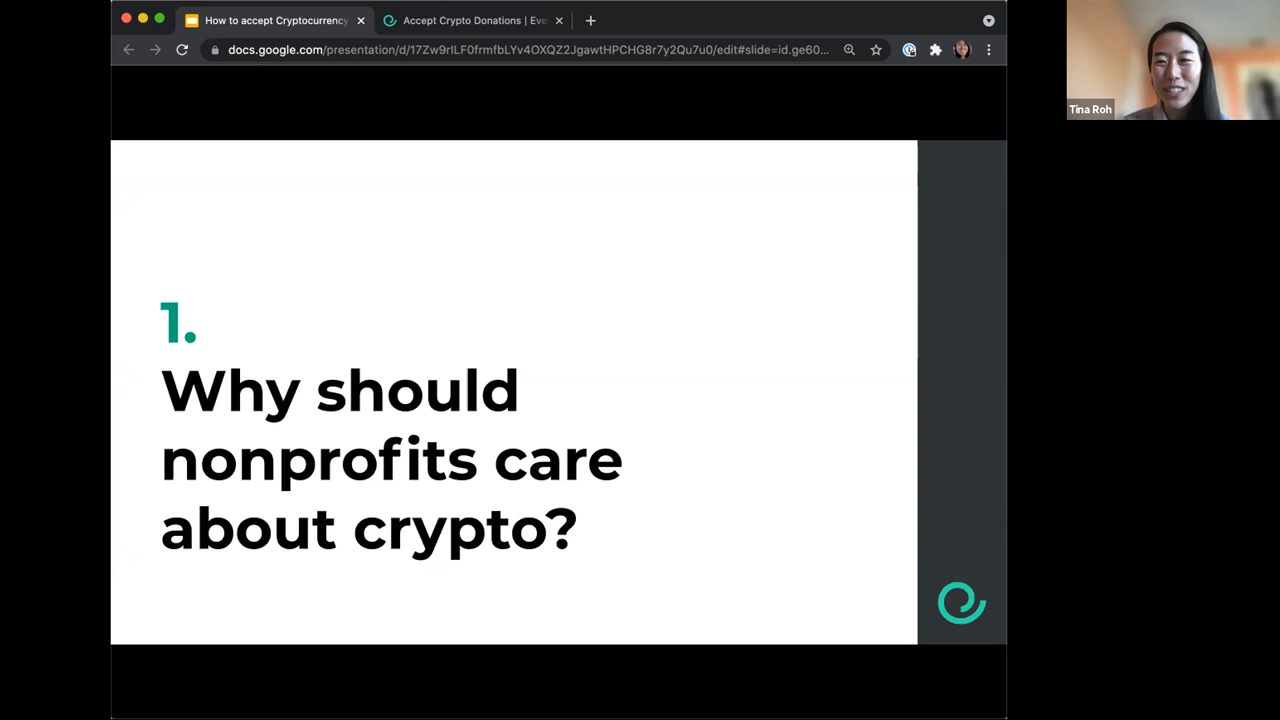 How to accept Cryptocurrency
Accept Crypto Donations | Eve
docs.google.com/presentation/d/17Zw9rILF0frmfbLYv4OXQZ2JgawtHPCHG8r7y2Qu7u0/edit#slide=id.ge60...
Tina Roh
1.
Why should
nonprofits care
about crypto?